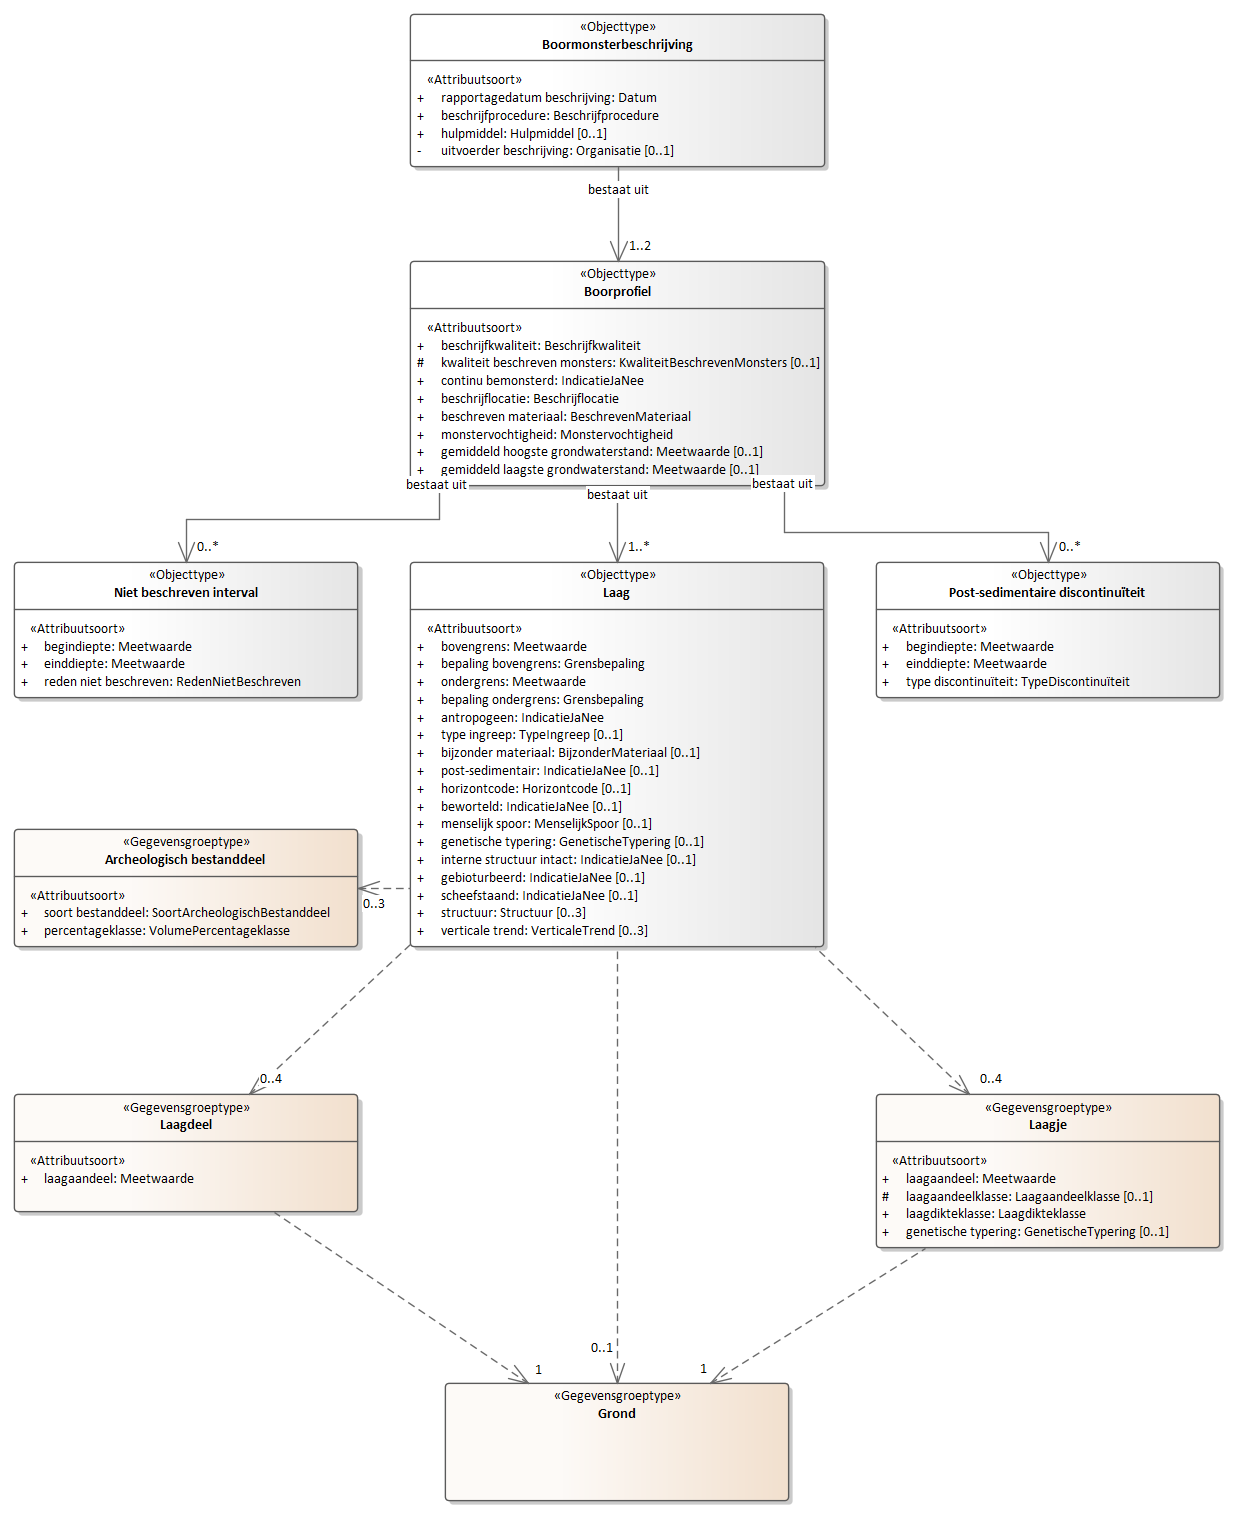 «Objecttype»
Boormonsterbeschrijving
«Attribuutsoort»
+ rapportagedatum beschrijving: Datum
+ beschrijfprocedure: Beschrijfprocedure
+ hulpmiddel: Hulpmiddel [0..1]
- uitvoerder beschrijving: Organisatie [0..1]
bestaat uit
1..2
«Objecttype»
Boorprofiel
«Attribuutsoort»
+ beschrijfkwaliteit: Beschrijfkwaliteit
# kwaliteit beschreven monsters: KwaliteitBeschrevenMonsters [0..1]
+ continu bemonsterd: IndicatieJaNee
+ beschrijflocatie: Beschrijflocatie
+ beschreven materiaal: BeschrevenMateriaal
+ monstervochtigheid: Monstervochtigheid
+ gemiddeld hoogste grondwaterstand: Meetwaarde [0..1]
+ gemiddeld laagste grondwaterstand: Meetwaarde [0..1]
bestaat uit
bestaat uit
bestaat uit
0..*
1..*
0..*
«Objecttype»
Niet beschreven interval
«Attribuutsoort»
+ begindiepte: Meetwaarde
+ einddiepte: Meetwaarde
+ reden niet beschreven: RedenNietBeschreven
«Objecttype»
Laag
«Attribuutsoort»
+ bovengrens: Meetwaarde
+ bepaling bovengrens: Grensbepaling
+ ondergrens: Meetwaarde
+ bepaling ondergrens: Grensbepaling
+ antropogeen: IndicatieJaNee
+ type ingreep: TypeIngreep [0..1]
+ bijzonder materiaal: BijzonderMateriaal [0..1]
+ post-sedimentair: IndicatieJaNee [0..1]
+ horizontcode: Horizontcode [0..1]
+ beworteld: IndicatieJaNee [0..1]
+ menselijk spoor: MenselijkSpoor [0..1]
+ genetische typering: GenetischeTypering [0..1]
+ interne structuur intact: IndicatieJaNee [0..1]
+ gebioturbeerd: IndicatieJaNee [0..1]
+ scheefstaand: IndicatieJaNee [0..1]
+ structuur: Structuur [0..3]
+ verticale trend: VerticaleTrend [0..3]
«Objecttype»
Post-sedimentaire discontinuïteit
«Attribuutsoort»
+ begindiepte: Meetwaarde
+ einddiepte: Meetwaarde
+ type discontinuïteit: TypeDiscontinuïteit
«Gegevensgroeptype»
Archeologisch bestanddeel
«Attribuutsoort»
+ soort bestanddeel: SoortArcheologischBestanddeel
+ percentageklasse: VolumePercentageklasse
0..3
0..4
0..4
«Gegevensgroeptype»
Laagdeel
«Attribuutsoort»
+ laagaandeel: Meetwaarde
«Gegevensgroeptype»
Laagje
«Attribuutsoort»
+ laagaandeel: Meetwaarde
# laagaandeelklasse: Laagaandeelklasse [0..1]
+ laagdikteklasse: Laagdikteklasse
+ genetische typering: GenetischeTypering [0..1]
1
0..1
1
«Gegevensgroeptype»
Grond